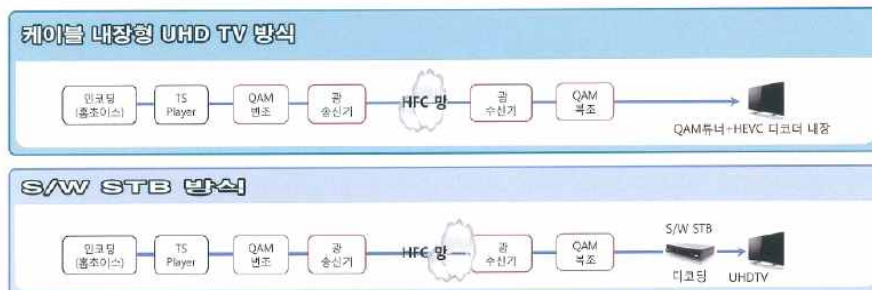 케이블 내장형 UHD TV 방식
인코딩
(홈초이스)
TS
Player
QAM
변조
광
송신기
HFC 망
광
수신기
QAM
복조
QAM튜너+HEVC 디코더 내장
S/W STB 방식
인코딩
(홈초이스)
TS
Player
QAM
변조
광
송신기
HFC 망
광
수신기
QAM
복조
S/W STB
디코딩
UHDTV